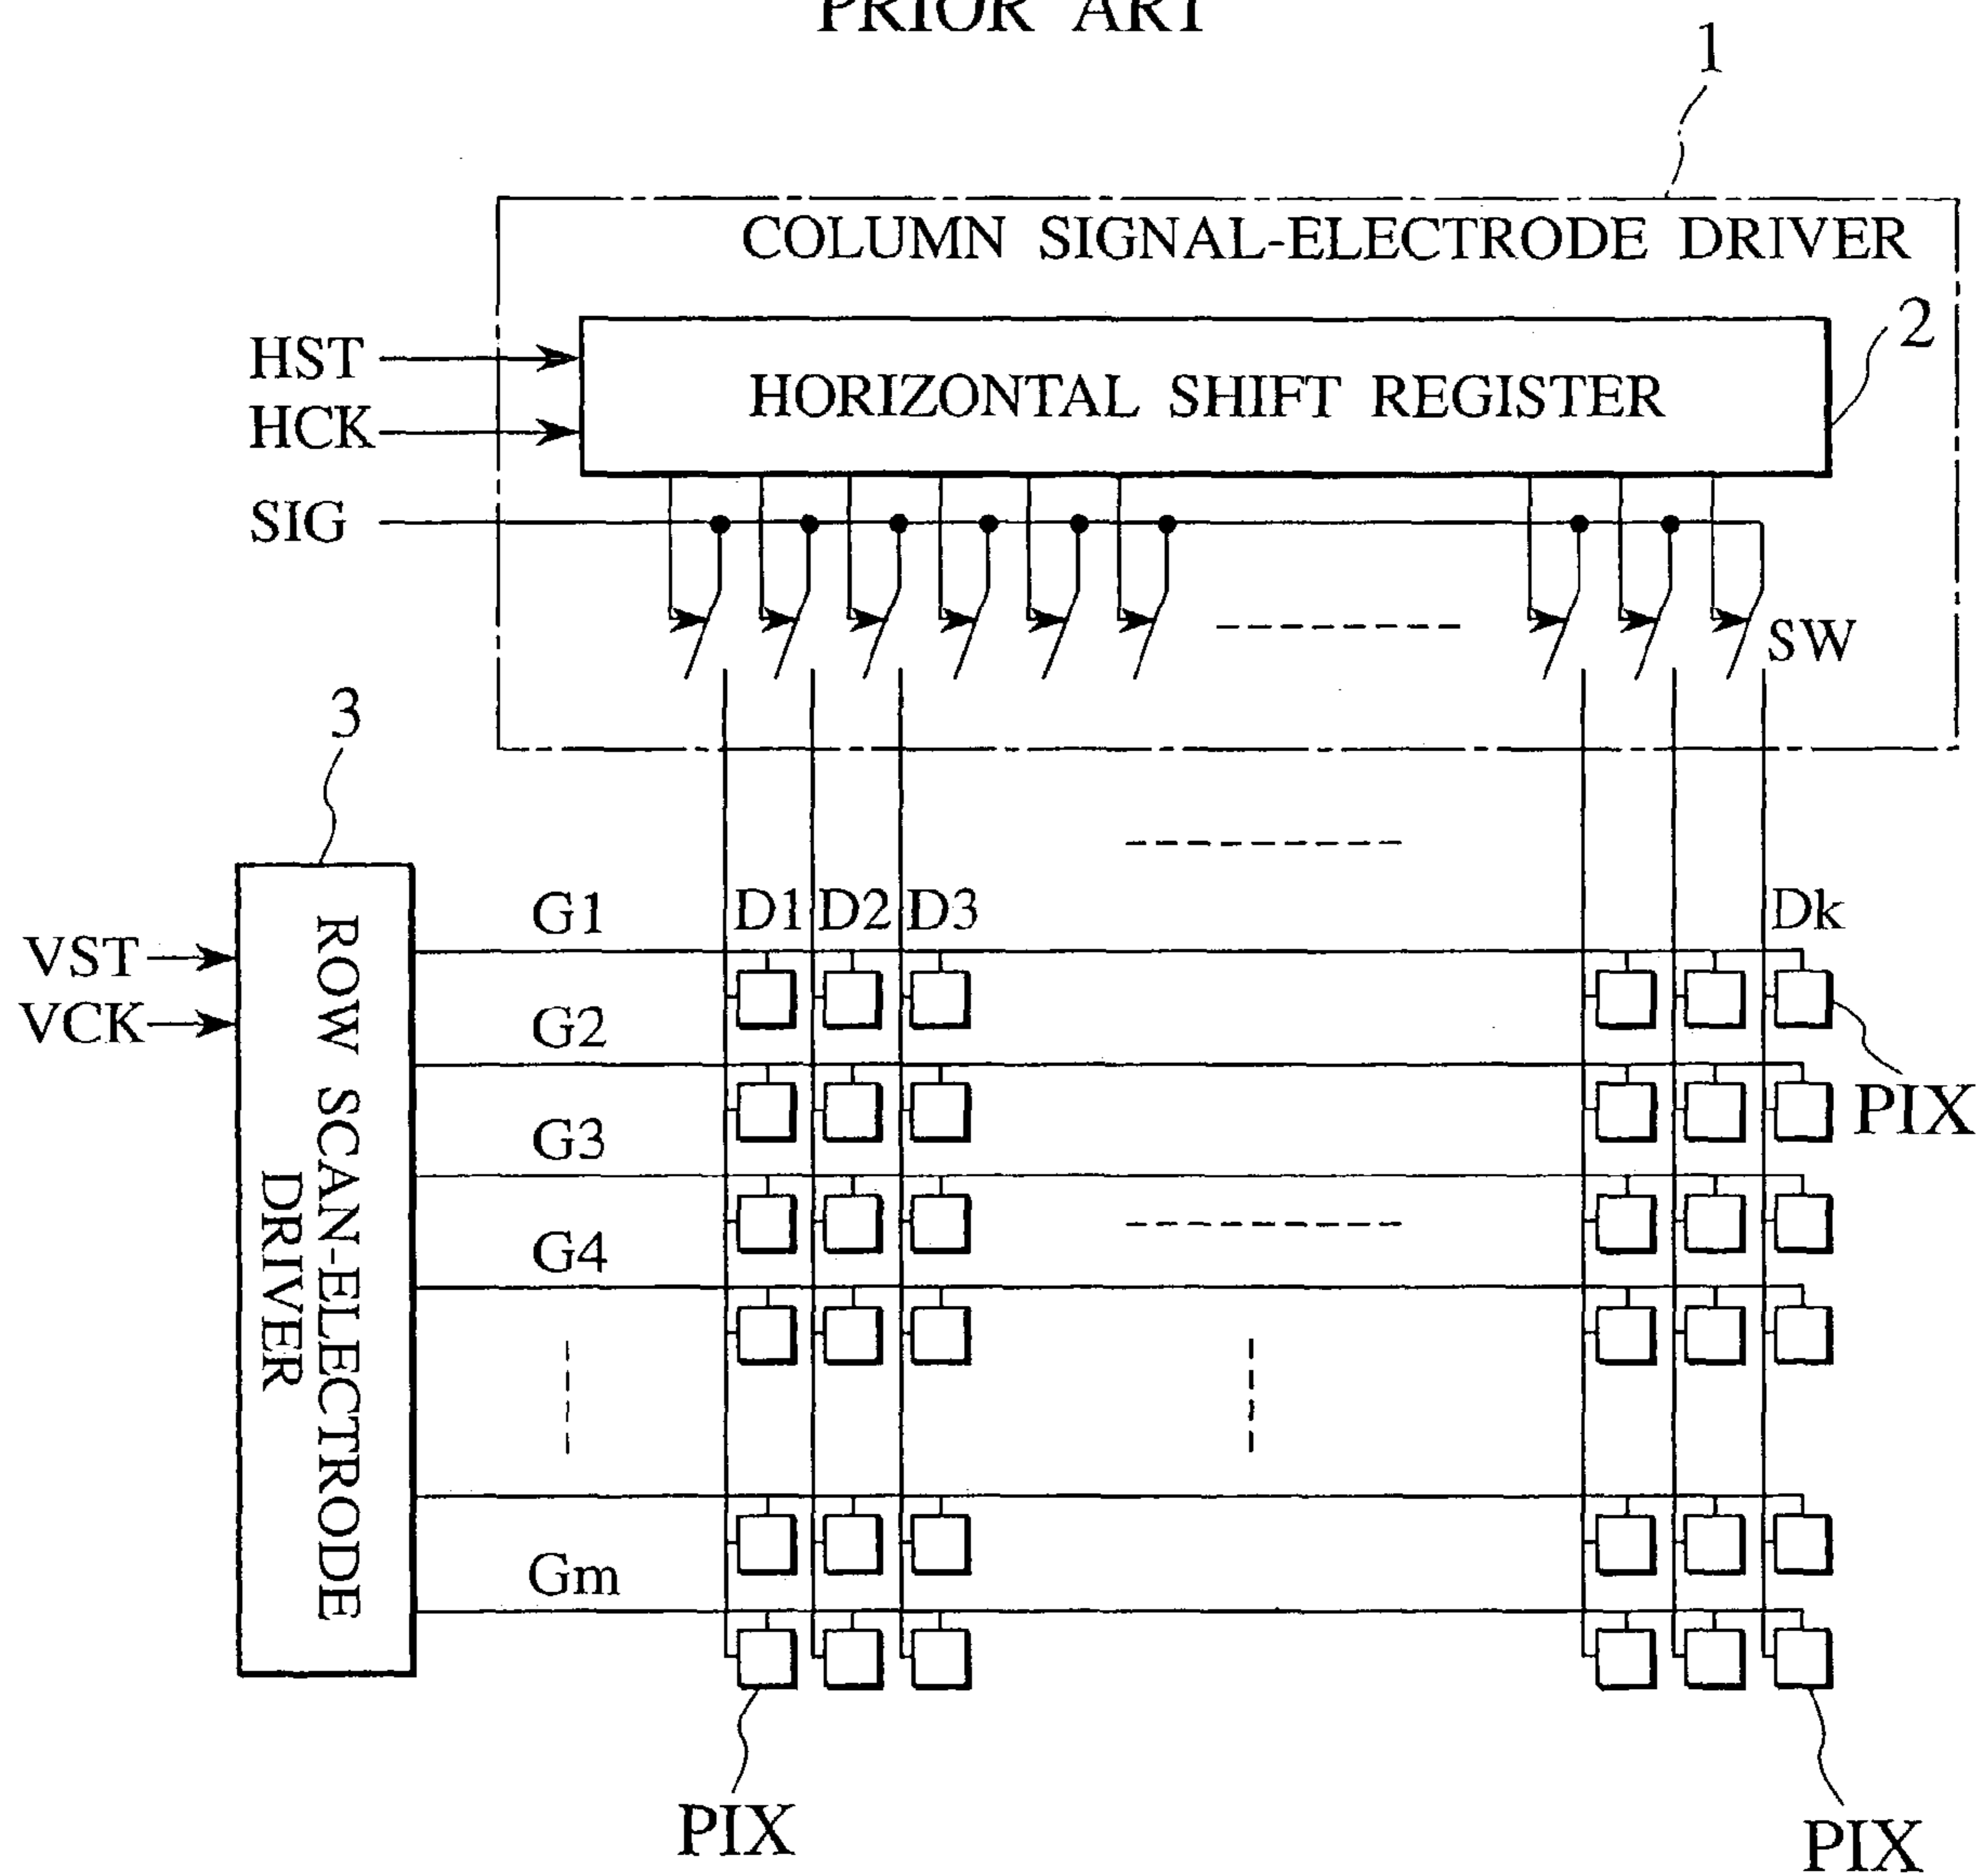 PRIOR ART
1
COLUMN SIGNAL-ELECTRODE DRIVER
2
HST
HORIZONTAL SHIFT REGISTER
HCK
SIG
SW
3
G1 D1 D2 D3 Dk
VST
VCK
G2
PIX
G3
G4
ROW SCAN-ELECTRODE
DRIVER
Gm
PIX
PIX